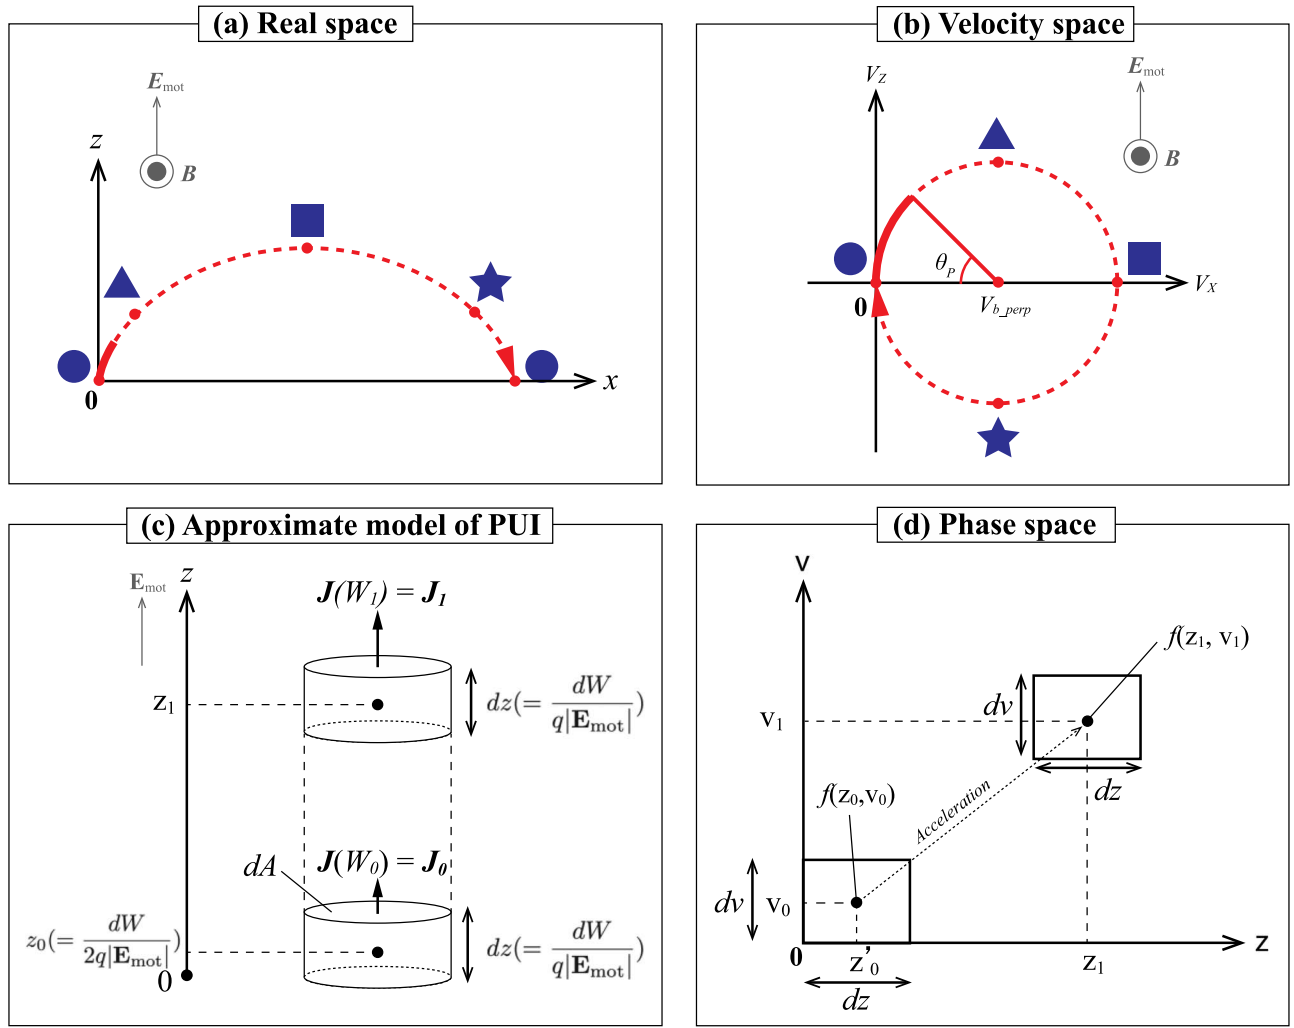 (a) Real space
E_mot
z
B
0
x
(b) Velocity space
V_Z
E_mot
B
θ_P
0
V_b_perp
V_X
(c) Approximate model of PUI
E_mot
z
J(W_1) = J_1
z_1
dz(= dW / q|E_mot|)
dA
J(W_0) = J_0
z_0(= dW / 2q|E_mot|)
dz(= dW / q|E_mot|)
0
(d) Phase space
v
f(z_1, v_1)
dv
v_1
dz
Acceleration
f(z_0,v_0)
dv
v_0
0
z'_0
z_1
z
dz